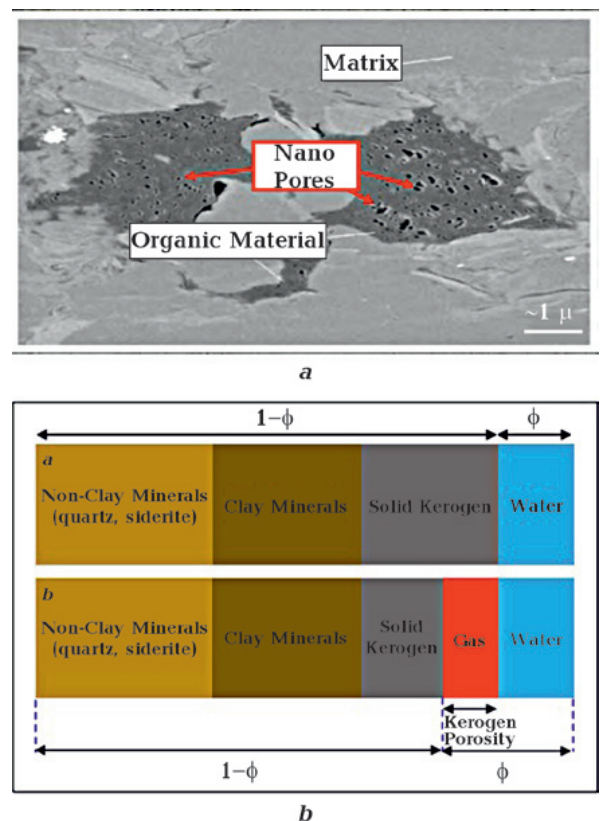 Matrix
Nano
Pores
Organic Material
~1 μ
a
1−ϕ
ϕ
a
Non-Clay Minerals
(quartz, siderite)
Clay Minerals
Solid Kerogen
Water
b
Non-Clay Minerals
(quartz, siderite)
Clay Minerals
Solid
Kerogen
Gas
Water
Kerogen
Porosity
1−ϕ
ϕ
b